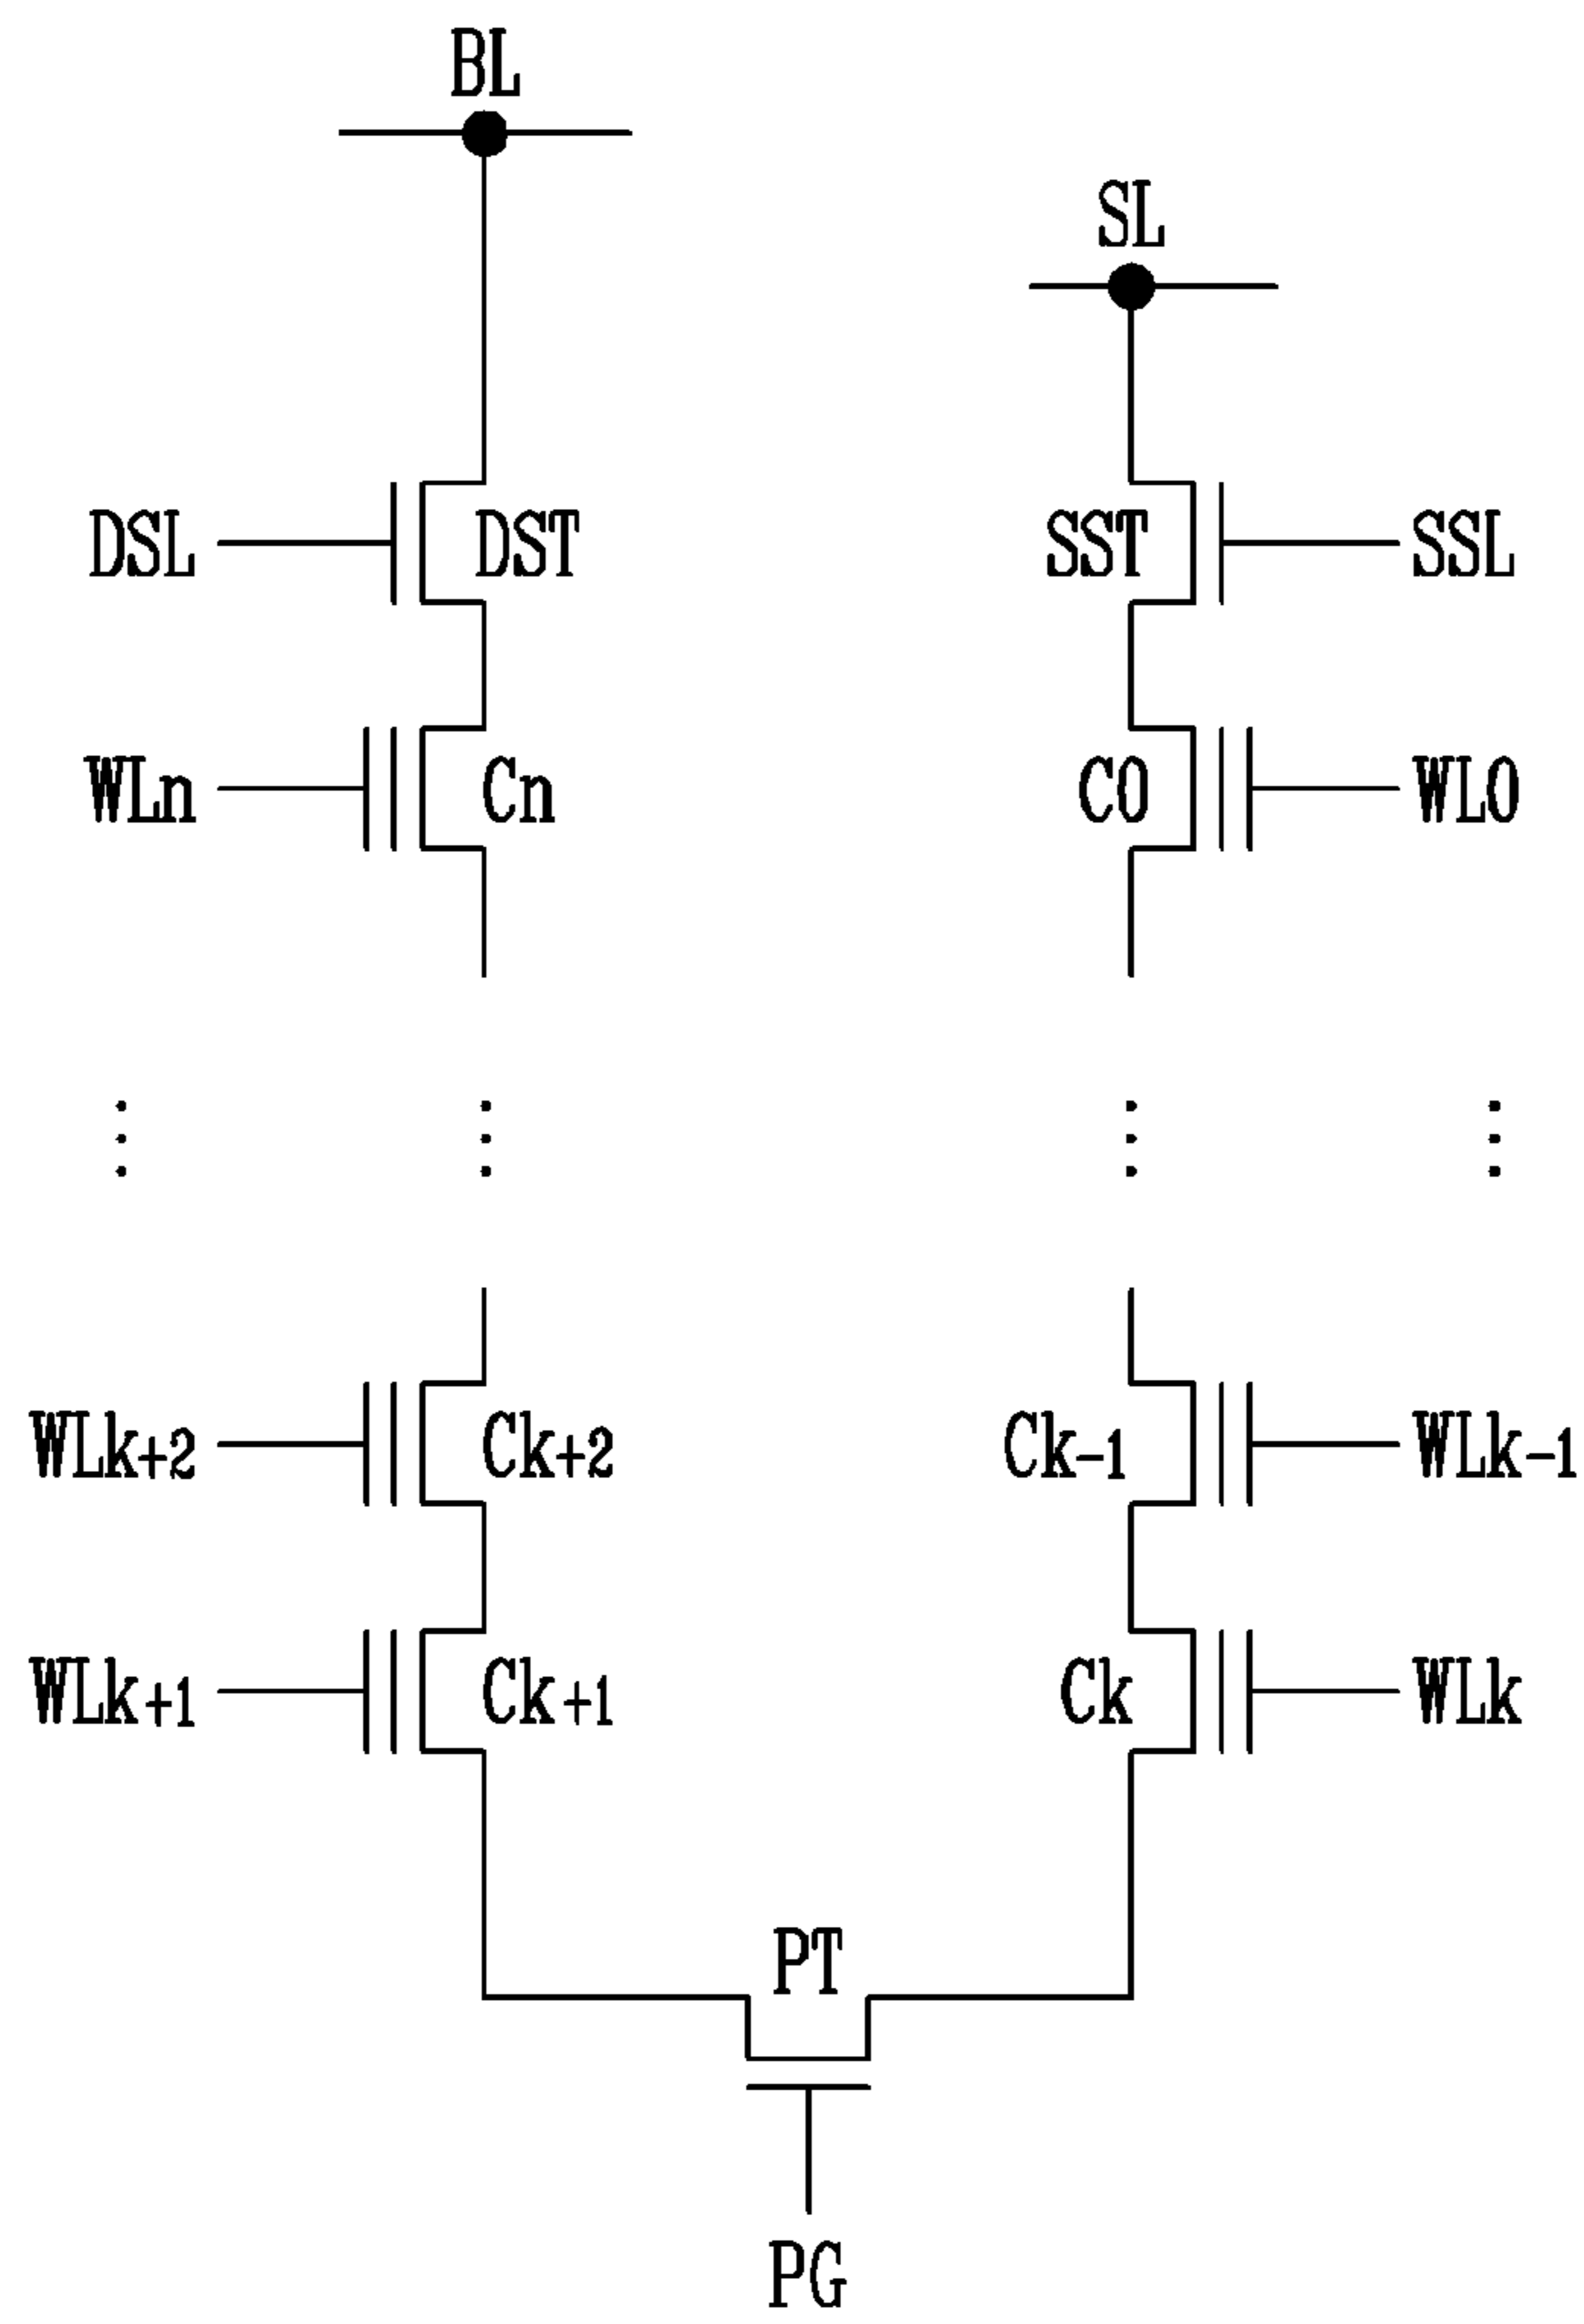 BL
SL
DSL DST SST SSL
WLn Cn C0 WL0
WLk+2 Ck+2 Ck-1 WLk-1
WLk+1 Ck+1 Ck WLk
PT
PG